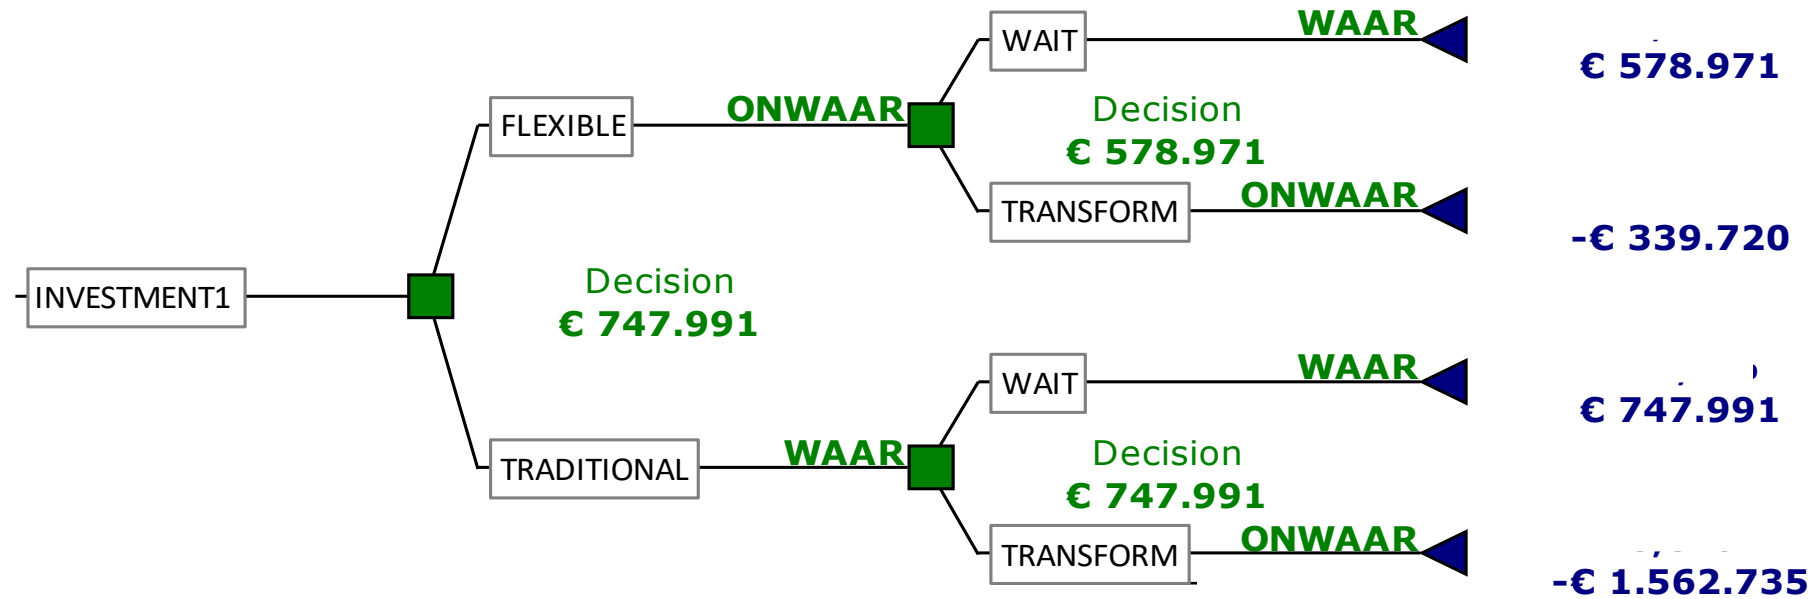 WAIT
WAAR
€ 578.971
FLEXIBLE
ONWAAR
Decision
€ 578.971
TRANSFORM
ONWAAR
-€ 339.720
INVESTMENT1
Decision
€ 747.991
WAIT
WAAR
€ 747.991
TRADITIONAL
WAAR
Decision
€ 747.991
TRANSFORM
ONWAAR
-€ 1.562.735